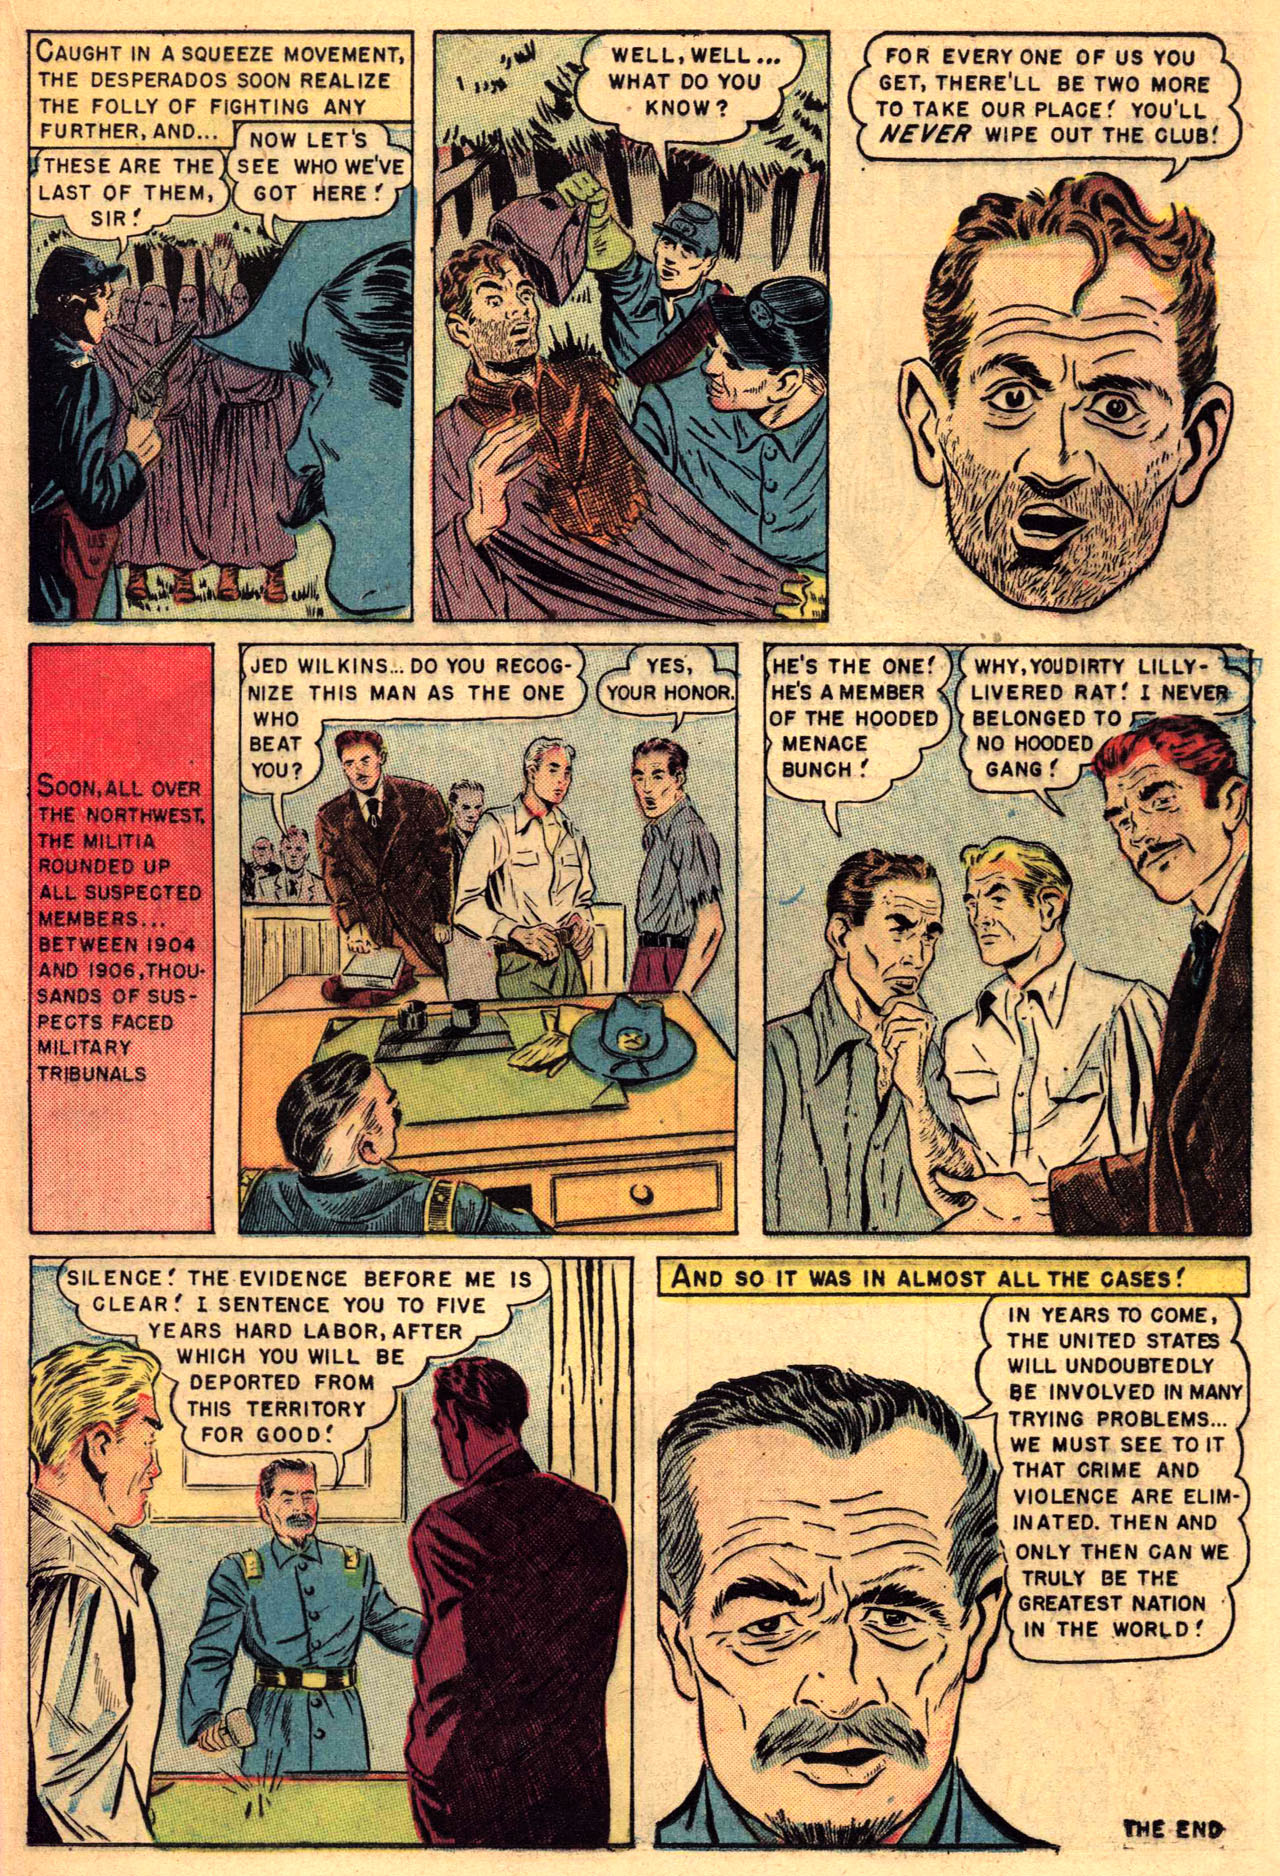 CAUGHT IN A SQUEEZE MOVEMENT,
THE DESPERADOS SOON REALIZE
THE FOLLY OF FIGHTING ANY
FURTHER, AND...
THESE ARE THE
LAST OF THEM,
SIR!
NOW LET'S
SEE WHO WE'VE
GOT HERE!
US
WELL, WELL...
WHAT DO YOU
KNOW?
FOR EVERY ONE OF US YOU
GET, THERE'LL BE TWO MORE
TO TAKE OUR PLACE! YOU'LL
NEVER WIPE OUT THE CLUB!
SOON, ALL OVER
THE NORTHWEST,
THE MILITIA
ROUNDED UP
ALL SUSPECTED
MEMBERS...
BETWEEN 1904
AND 1906, THOU-
SANDS OF SUS-
PECTS FACED
MILITARY
TRIBUNALS
JED WILKINS... DO YOU RECOG-
NIZE THIS MAN AS THE ONE
WHO
BEAT
YOU?
YES,
YOUR HONOR.
HE'S THE ONE!
HE'S A MEMBER
OF THE HOODED
MENACE
BUNCH!
WHY, YOU DIRTY LILLY-
LIVERED RAT! I NEVER
BELONGED TO
NO HOODED
GANG!
SILENCE! THE EVIDENCE BEFORE ME IS
CLEAR! I SENTENCE YOU TO FIVE
YEARS HARD LABOR, AFTER
WHICH YOU WILL BE
DEPORTED FROM
THIS TERRITORY
FOR GOOD!
AND SO IT WAS IN ALMOST ALL THE CASES!
IN YEARS TO COME,
THE UNITED STATES
WILL UNDOUBTEDLY
BE INVOLVED IN MANY
TRYING PROBLEMS...
WE MUST SEE TO IT
THAT CRIME AND
VIOLENCE ARE ELIM-
INATED. THEN AND
ONLY THEN CAN WE
TRULY BE THE
GREATEST NATION
IN THE WORLD!
THE END